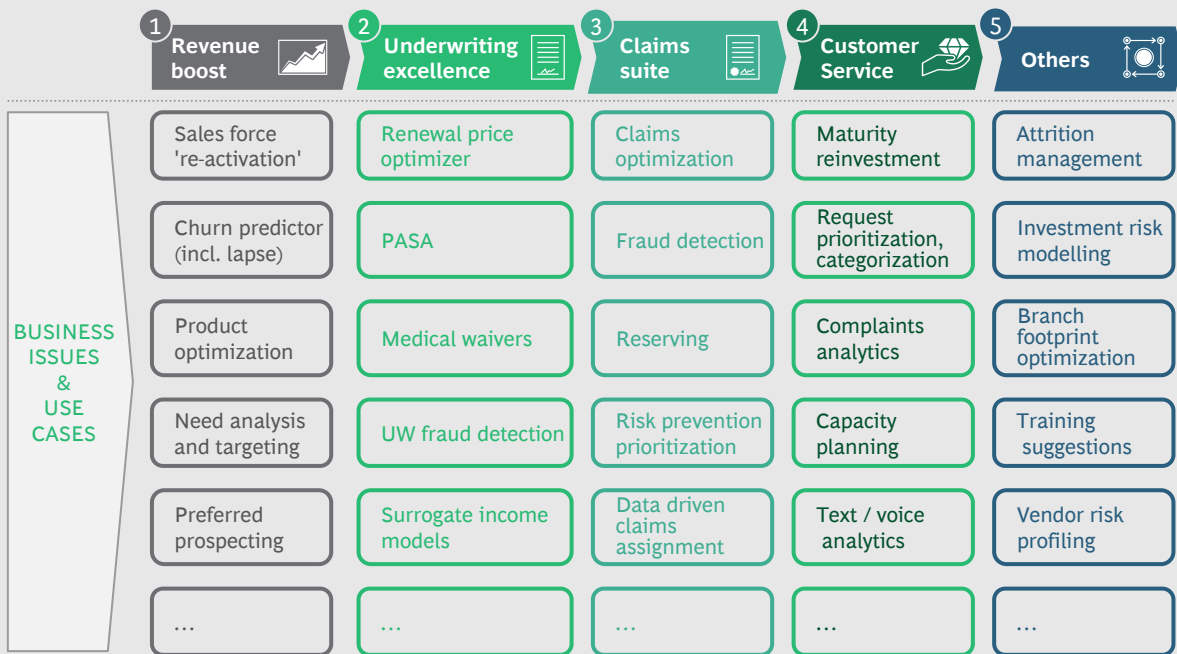 1
Revenue
boost
2
Underwriting
excellence
3
Claims
suite
4
Customer
Service
5
Others
BUSINESS
ISSUES
&
USE
CASES
Sales force
're-activation'
Renewal price
optimizer
Claims
optimization
Maturity
reinvestment
Attrition
management
Churn predictor
(incl. lapse)
PASA
Fraud detection
Request
prioritization,
categorization
Investment risk
modelling
Product
optimization
Medical waivers
Reserving
Complaints
analytics
Branch
footprint
optimization
Need analysis
and targeting
UW fraud detection
Risk prevention
prioritization
Capacity
planning
Training
suggestions
Preferred
prospecting
Surrogate income
models
Data driven
claims
assignment
Text / voice
analytics
Vendor risk
profiling
...
...
...
...
...